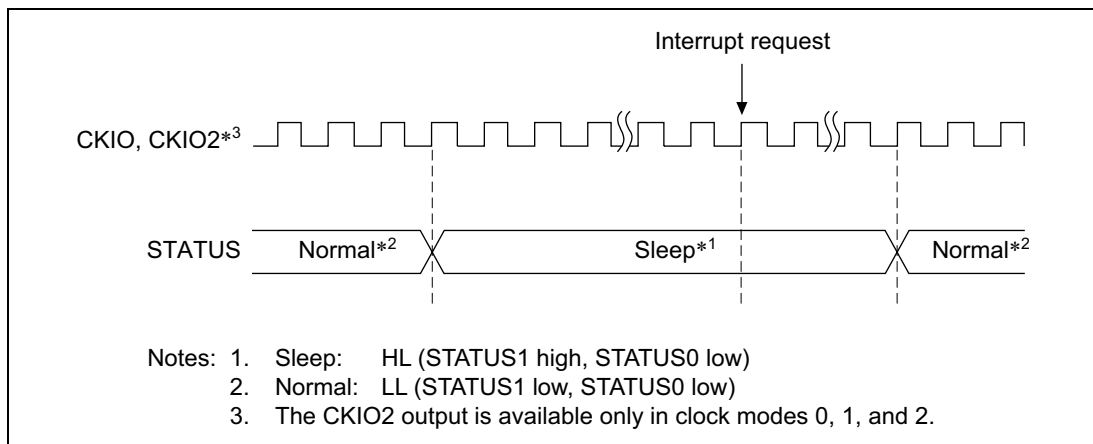 Interrupt request
CKIO, CKIO2*3
STATUS Normal*2 Sleep*1 Normal*2
Notes: 1. Sleep: HL (STATUS1 high, STATUS0 low)
2. Normal: LL (STATUS1 low, STATUS0 low)
3. The CKIO2 output is available only in clock modes 0, 1, and 2.